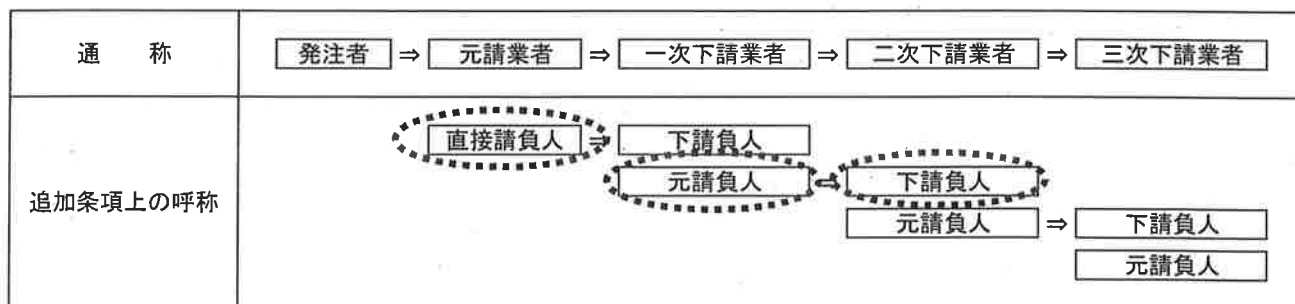 通　　称
発注者 ⇒ 元請業者 ⇒ 一次下請業者 ⇒ 二次下請業者 ⇒ 三次下請業者
追加条項上の呼称
直接請負人 ⇒ 下請負人
元請負人 ⇒ 下請負人
元請負人 ⇒ 下請負人
元請負人